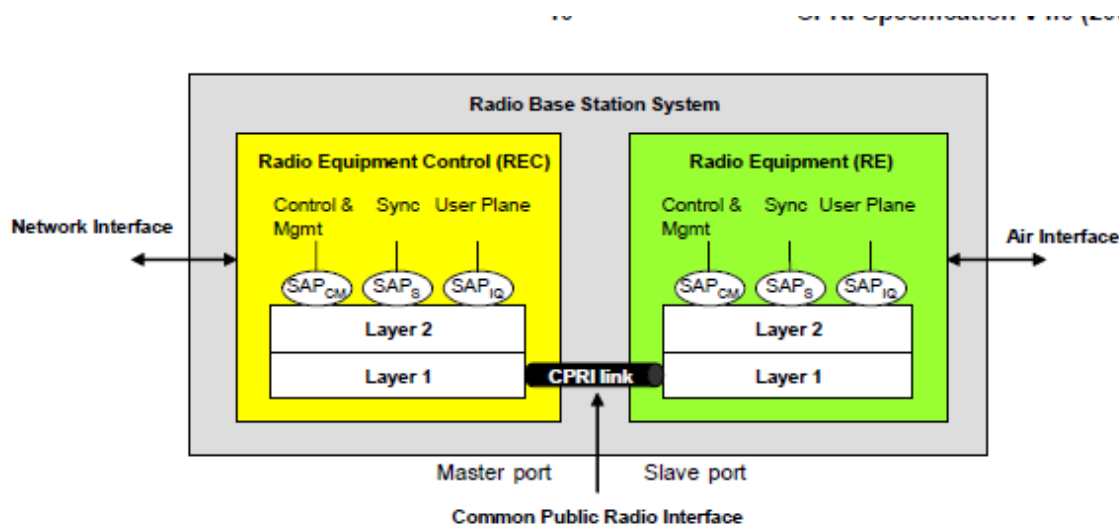 Radio Base Station System
Radio Equipment Control (REC)
Radio Equipment (RE)
Control & Mgmt
Sync
User Plane
Control & Mgmt
Sync
User Plane
Network Interface
Air Interface
SAPCM
SAPS
SAPIQ
SAPCM
SAPS
SAPIQ
Layer 2
Layer 2
Layer 1
CPRI link
Layer 1
Master port
Slave port
Common Public Radio Interface